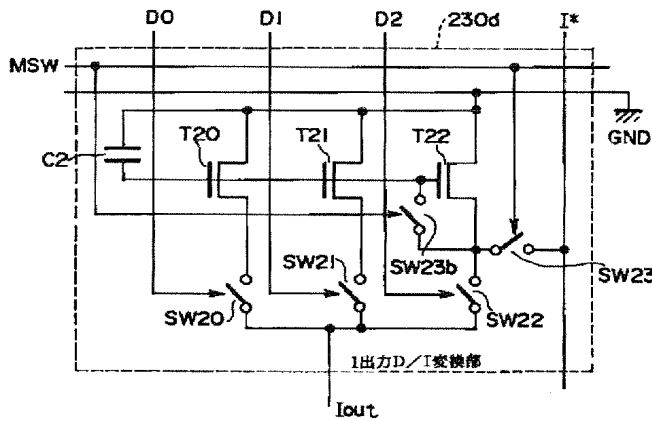 D0 D1 D2 230d I*
MSW
GND
C2
T20 T21 T22
SW23b
SW23
SW21
SW20
SW22
1出力D/I変換部
Iout